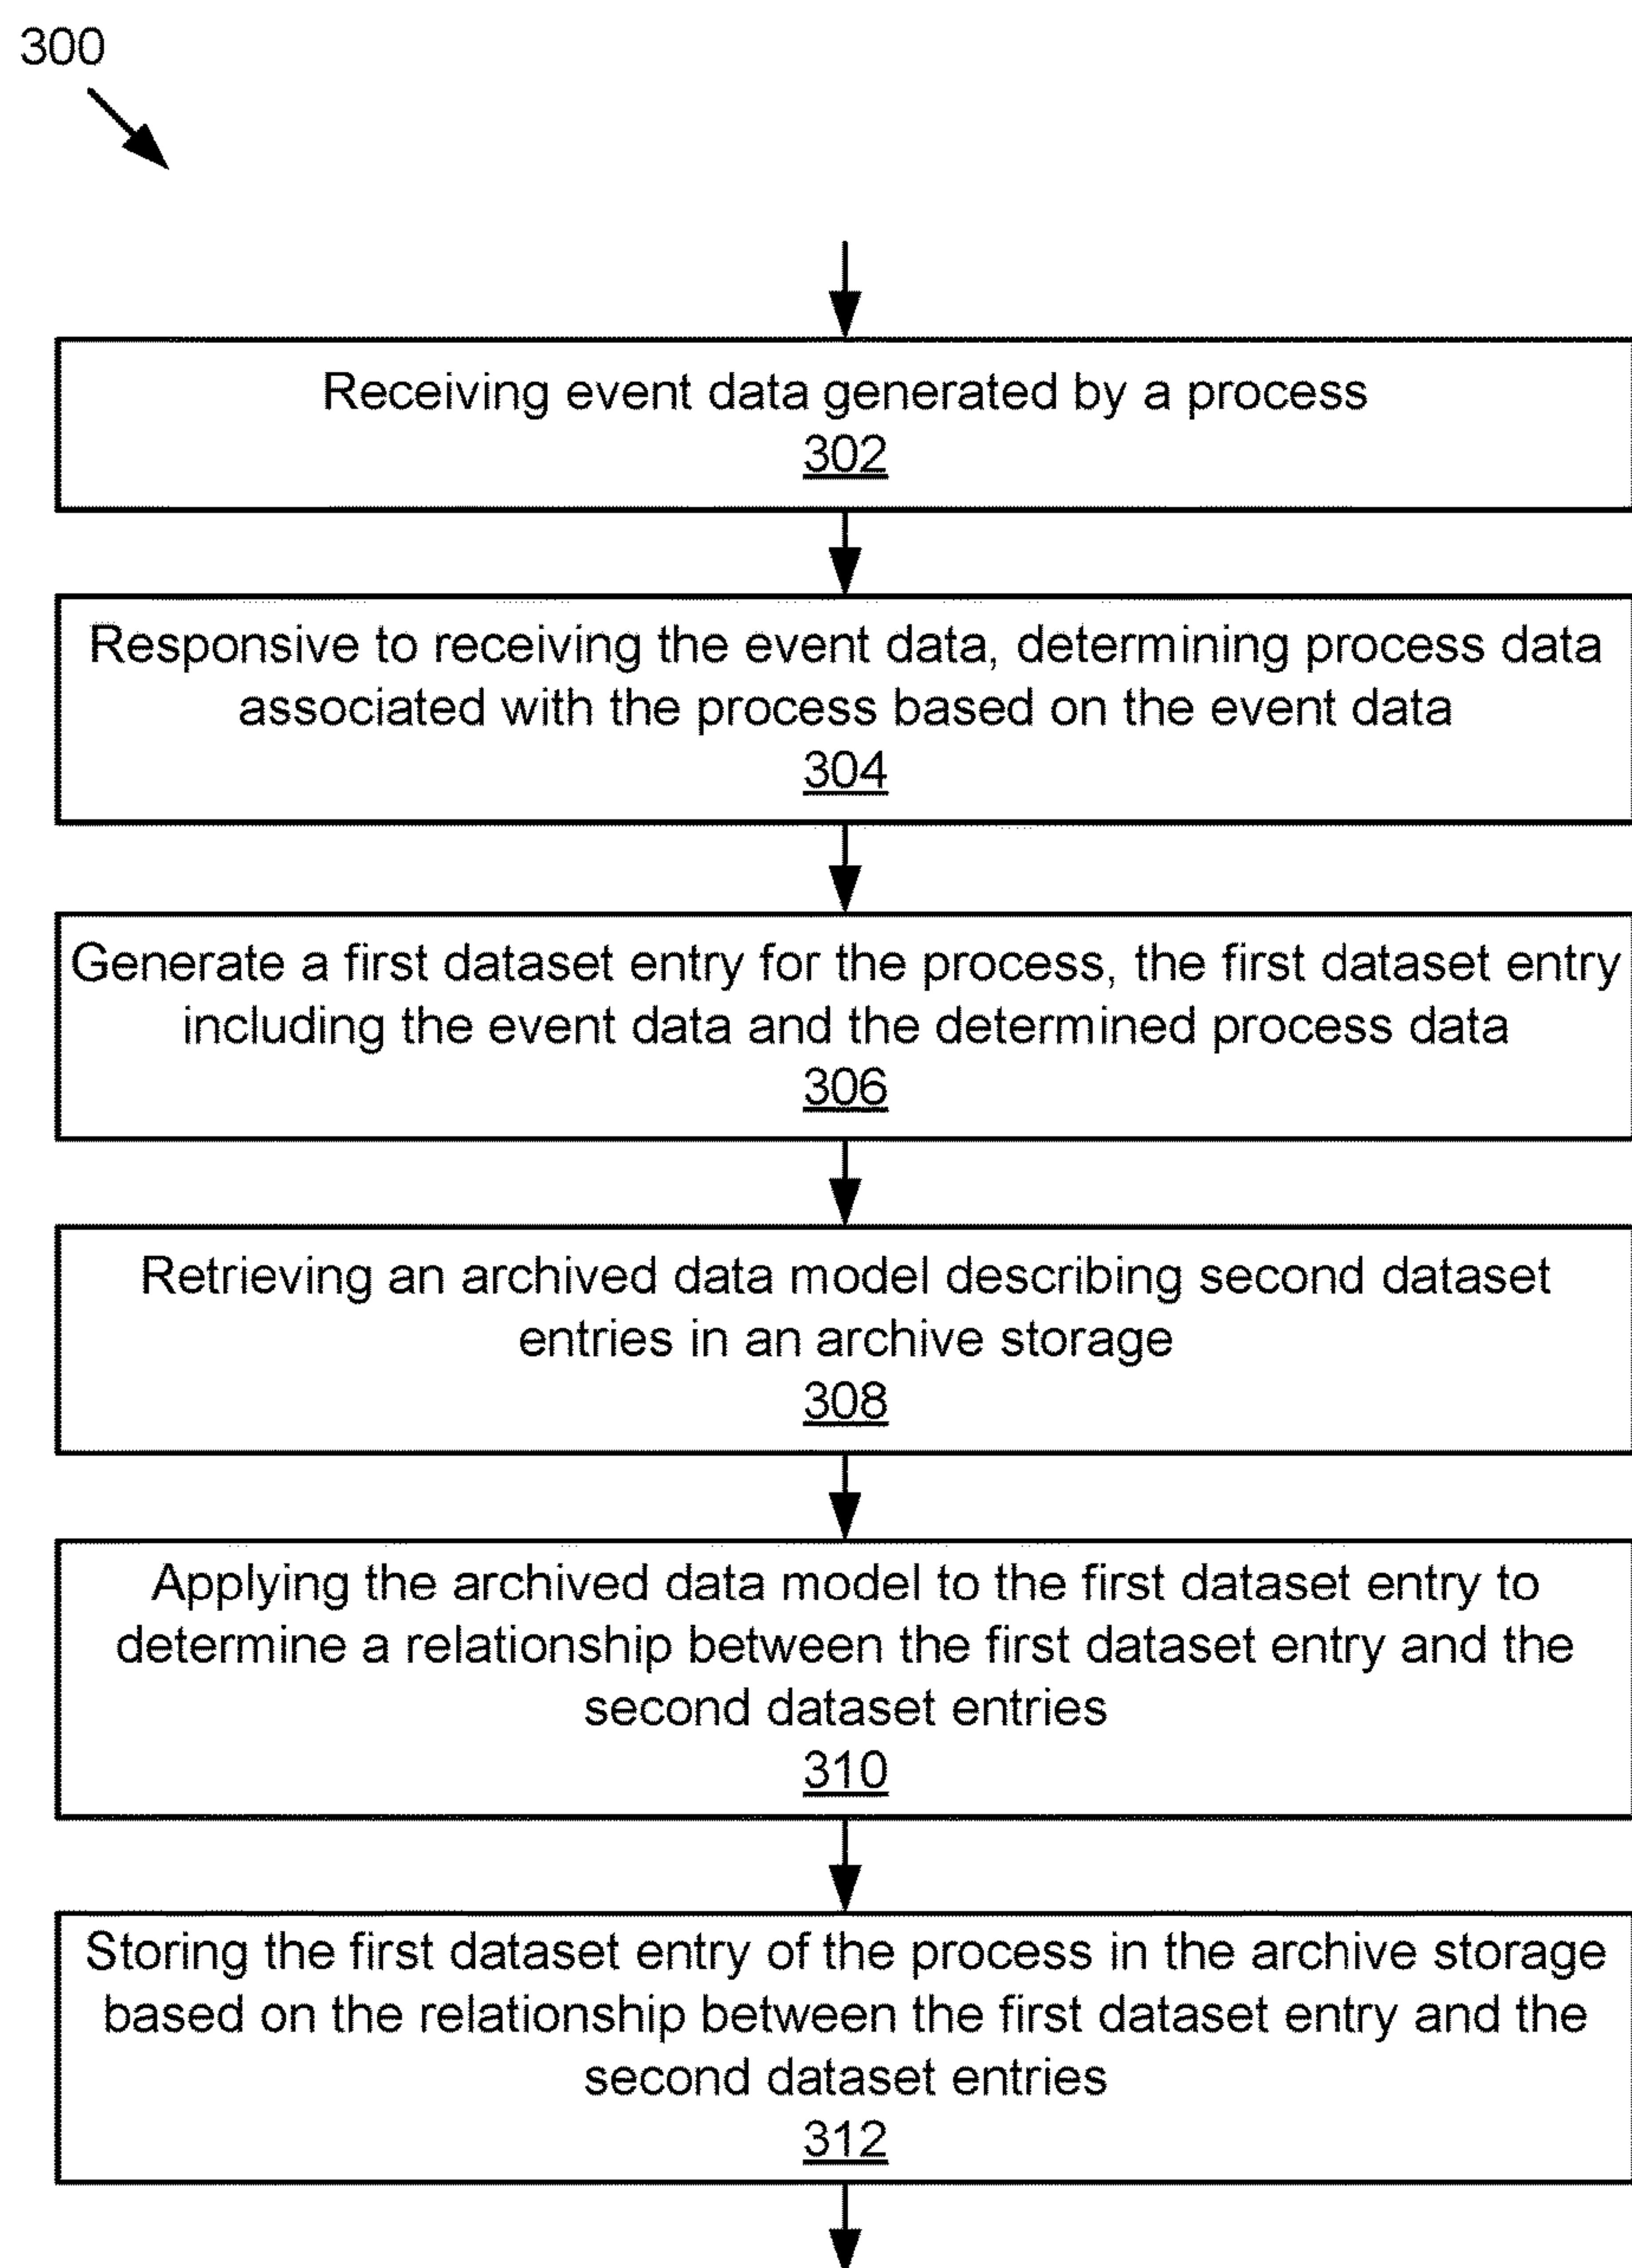 300
Receiving event data generated by a process
302
Responsive to receiving the event data, determining process data
associated with the process based on the event data
304
Generate a first dataset entry for the process, the first dataset entry
including the event data and the determined process data
306
Retrieving an archived data model describing second dataset
entries in an archive storage
308
Applying the archived data model to the first dataset entry to
determine a relationship between the first dataset entry and the
second dataset entries
310
Storing the first dataset entry of the process in the archive storage
based on the relationship between the first dataset entry and the
second dataset entries
312